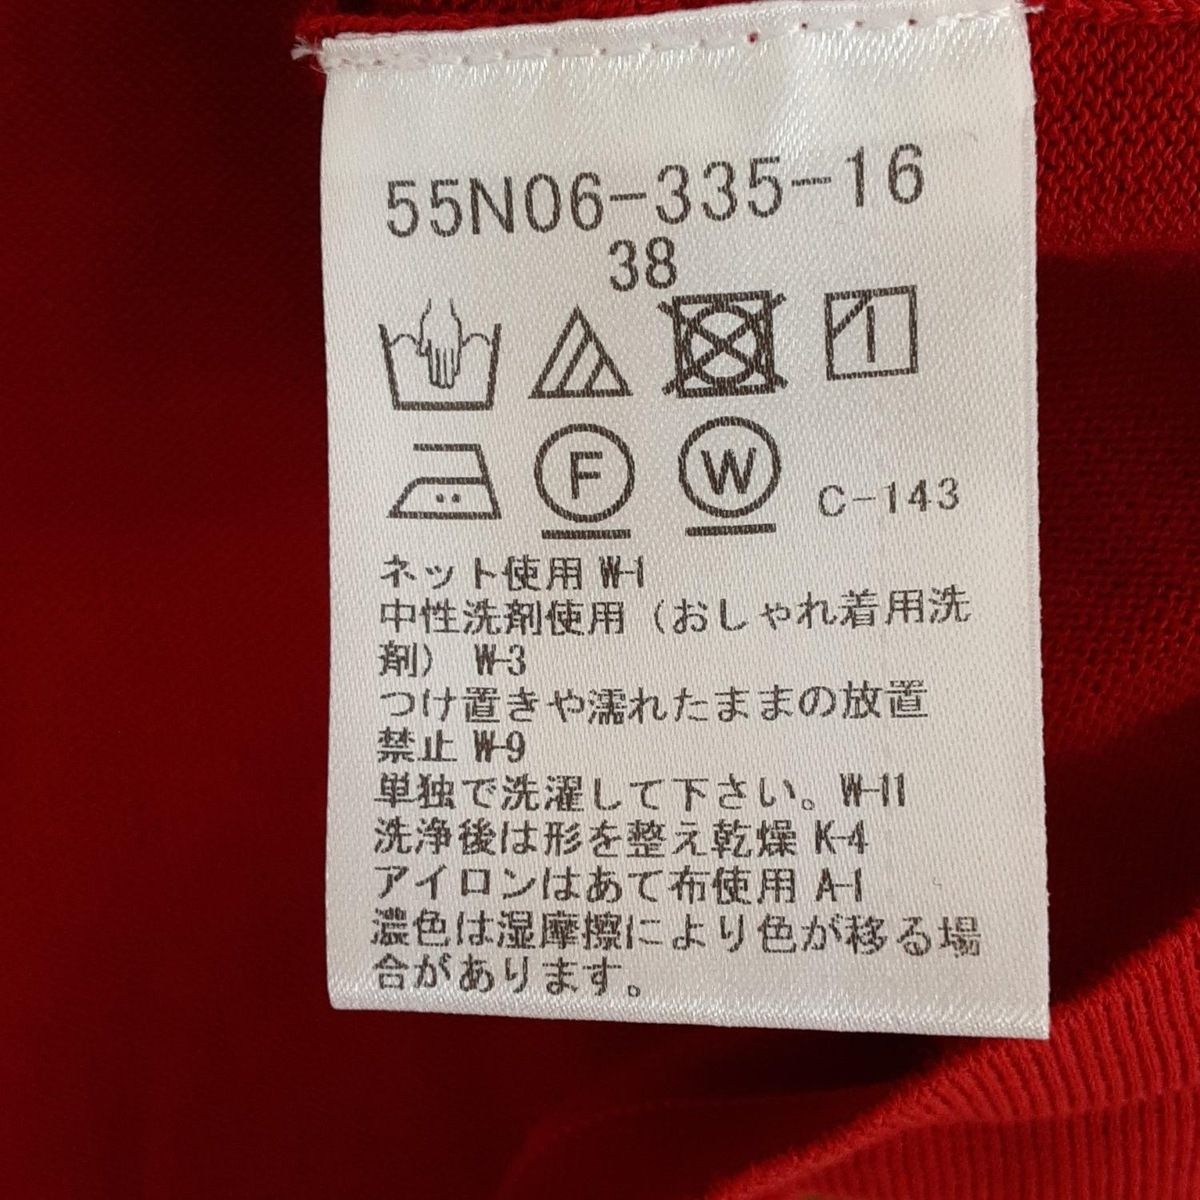 55N06-335-16
38
F W C-143
ネット使用 W-1
中性洗剤使用（おしゃれ着用洗
剤） W-3
つけ置きや濡れたままの放置
禁止 W-9
単独で洗濯して下さい。W-11
洗浄後は形を整え乾燥 K-4
アイロンはあて布使用 A-1
濃色は湿摩擦により色が移る場
合があります。